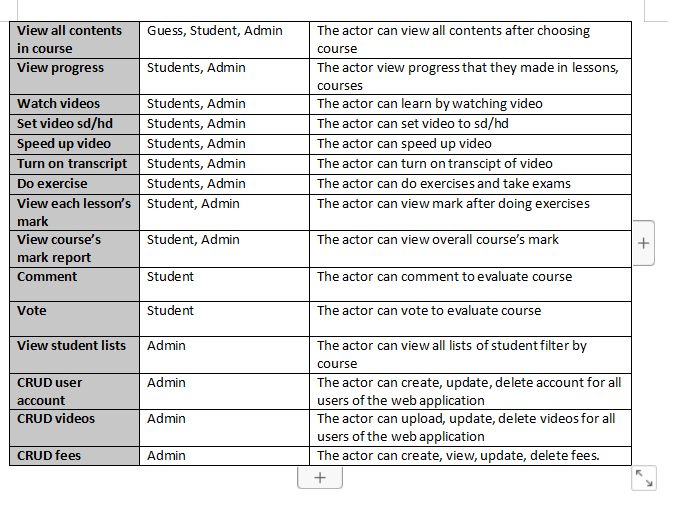 View all contents Guess, Student, Admin The actor can view all contents after choosing
in course course
View progress Students, Admin The actor view progress that they made in lessons,
courses
Watch videos Students, Admin The actor can learn by watching video
Set video sd/hd Students, Admin The actor can set video to sd/hd
Speed up video Students, Admin The actor can speed up video
Turn on transcript Students, Admin The actor can turn on transcipt of video
Do exercise Students, Admin The actor can do exercises and take exams
View each lesson's Student, Admin The actor can view mark after doing exercises
mark
View course's Student, Admin The actor can view overall course's mark
mark report
Comment Student The actor can comment to evaluate course
Vote Student The actor can vote to evaluate course
View student lists Admin The actor can view all lists of student filter by
course
CRUD user Admin The actor can create, update, delete account for all
account users of the web application
CRUD videos Admin The actor can upload, update, delete videos for all
users of the web application
CRUD fees Admin The actor can create, view, update, delete fees.